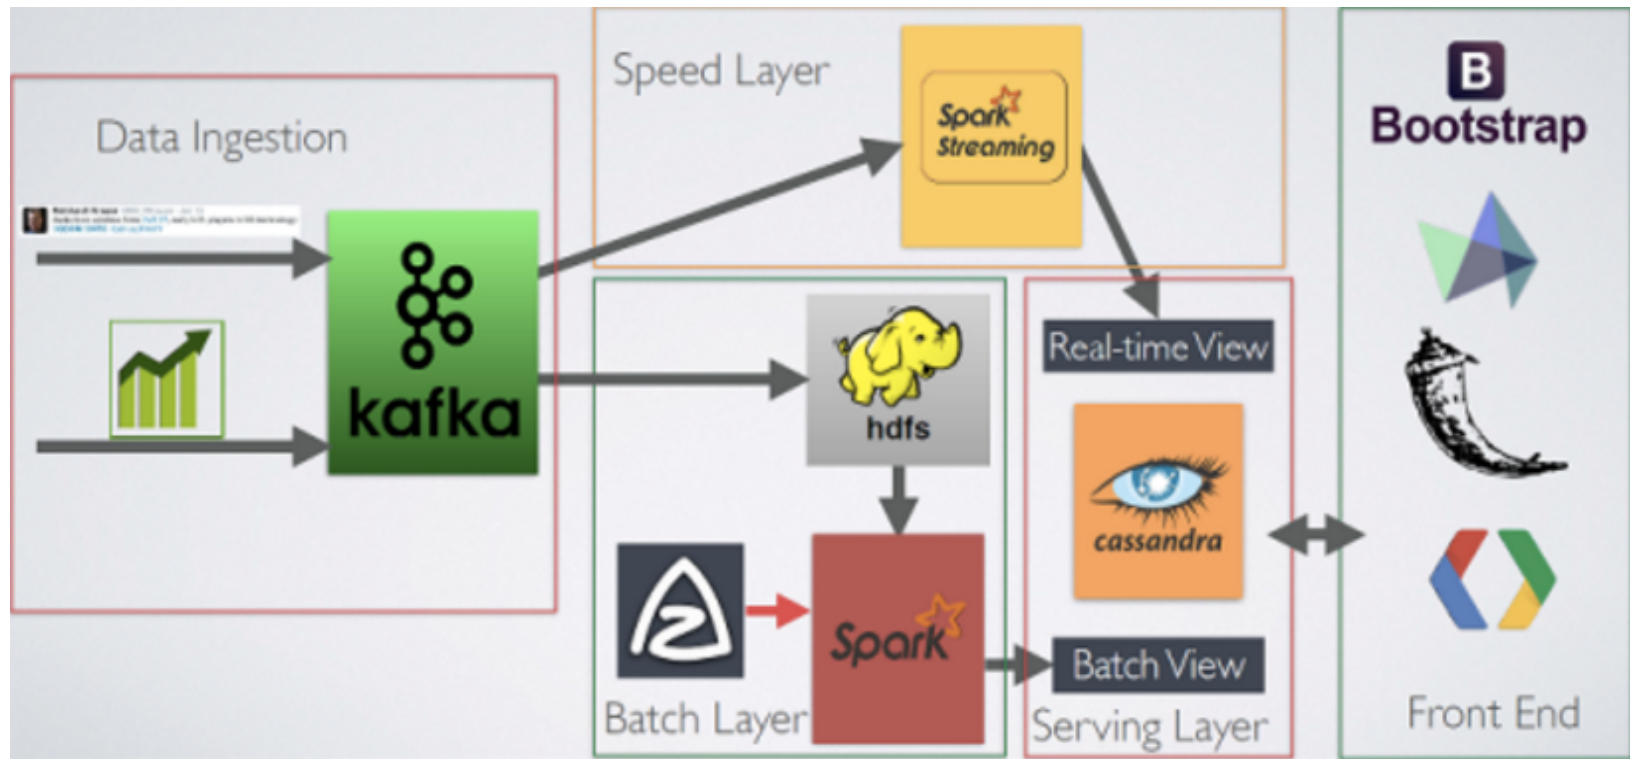 Data Ingestion
kafka
Speed Layer
Spark
Streaming
hdfs
Spark
Batch Layer
Real-time View
cassandra
Batch View
Serving Layer
B
Bootstrap
Front End